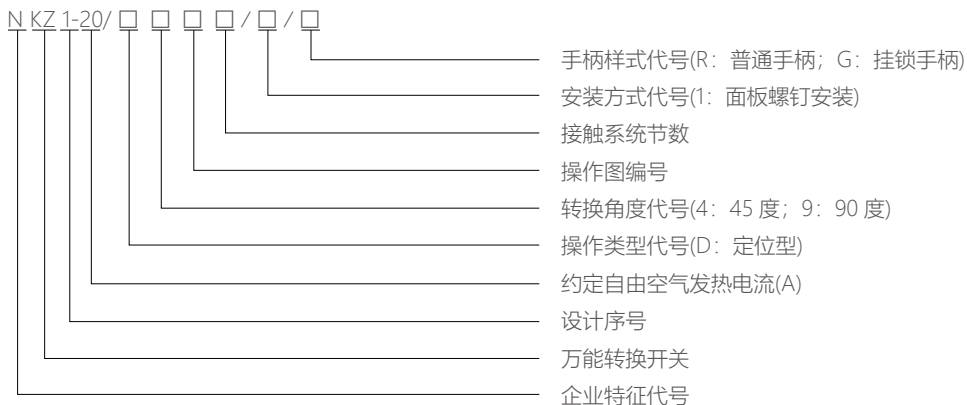 N KZ 1-20/ □ □ □ □ / □ / □
手柄样式代号(R：普通手柄；G：挂锁手柄)
安装方式代号(1：面板螺钉安装)
接触系统节数
操作图编号
转换角度代号(4：45 度；9：90 度)
操作类型代号(D：定位型)
约定自由空气发热电流(A)
设计序号
万能转换开关
企业特征代号